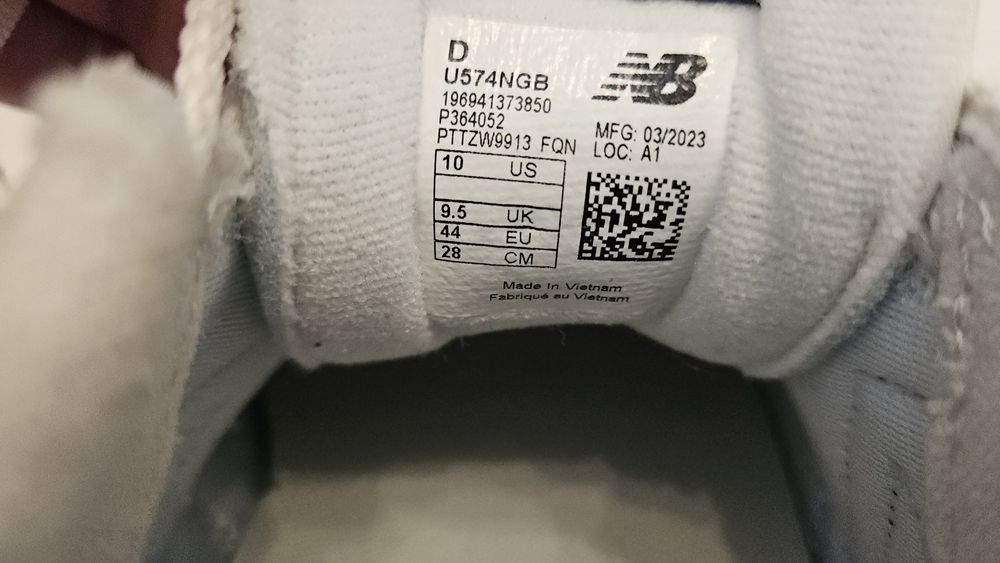 D
U574NGB
196941373850
P364052
PTTZW9913 FQN
NB
MFG: 03/2023
LOC: A1
10 US
9.5 UK
44 EU
28 CM
Made In Vietnam
Fabriqué au Vietnam